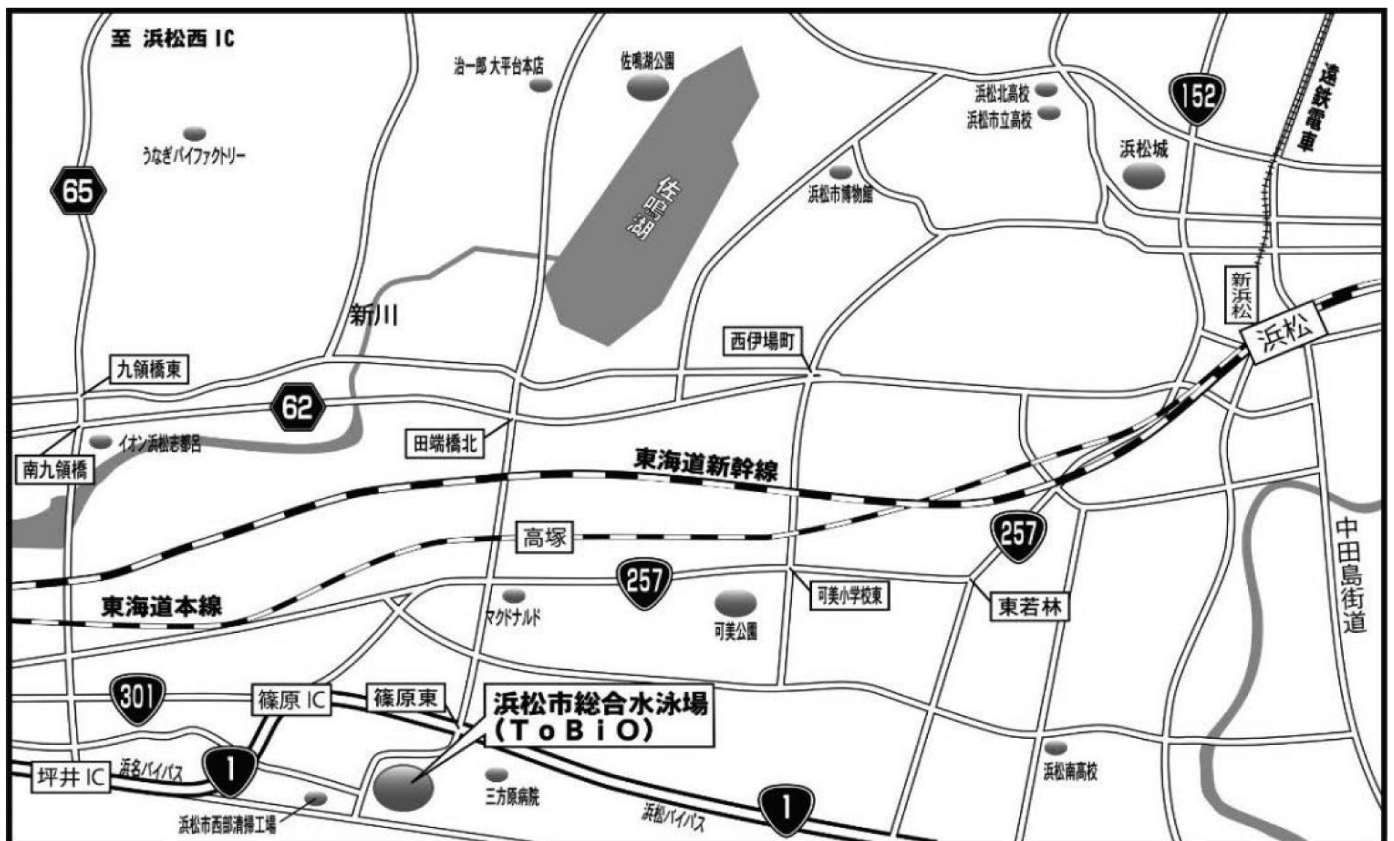 至 浜松西IC
治一郎 大平台本店
佐鳴湖公園
浜松北高校
浜松市立高校
152
遠鉄電車
うなぎパイファクトリー
浜松城
65
浜松市博物館
佐鳴湖
新川
新浜松
浜松
西伊場町
九領橋東
62
イオン浜松志都呂
田端橋北
南九領橋
東海道新幹線
高塚
257
257
中田島街道
東海道本線
マクドナルド
可美公園
可美小学校東
東若林
301
篠原IC
篠原東
浜松市総合水泳場
(ToBiO)
坪井IC
浜名バイパス
1
三方原病院
浜松南高校
浜松市西部清掃工場
浜松バイパス
1